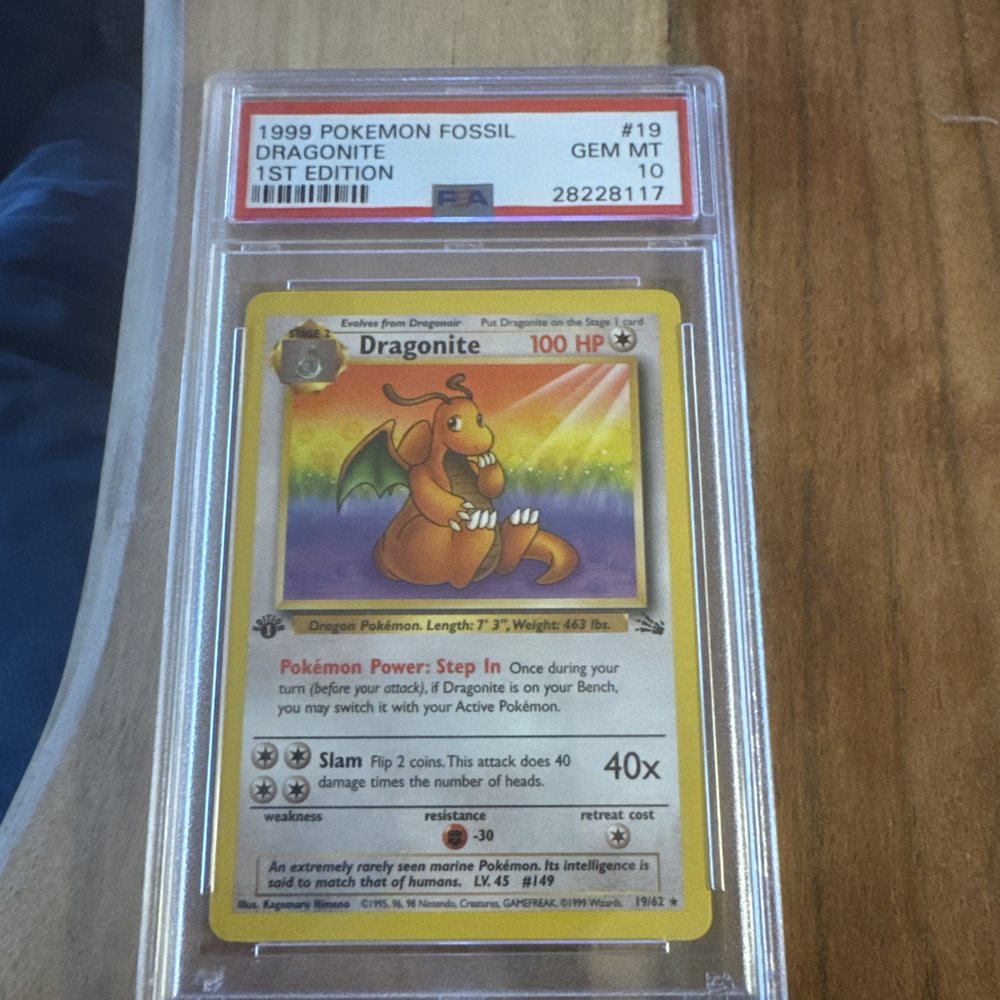 1999 POKEMON FOSSIL #19
DRAGONITE GEM MT
1ST EDITION 10
PSA 28228117
STAGE 2 Evolves from Dragonair Put Dragonite on the Stage 1 card
Dragonite 100 HP
EDITION 1
Dragon Pokémon. Length: 7' 3", Weight: 463 lbs.
Pokémon Power: Step In Once during your
turn (before your attack), if Dragonite is on your Bench,
you may switch it with your Active Pokémon.
Slam Flip 2 coins. This attack does 40
damage times the number of heads.
40x
weakness resistance retreat cost
-30
An extremely rarely seen marine Pokémon. Its intelligence is
said to match that of humans. LV. 45 #149
Illus. Kagemaru Himeno ©1995, 96, 98 Nintendo, Creatures, GAMEFREAK. ©1999 Wizards. 19/62 ★